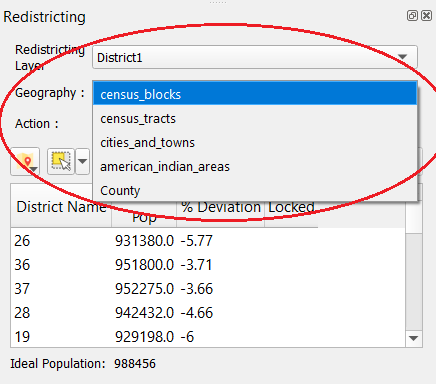 Redistricting
Redistricting
Layer
District1
Geography :
census_blocks
census_tracts
Action :
cities_and_towns
american_indian_areas
County
District Name Pop % Deviation Locked
26 931380.0 -5.77
36 951800.0 -3.71
37 952275.0 -3.66
28 942432.0 -4.66
19 929198.0 -6
Ideal Population: 988456